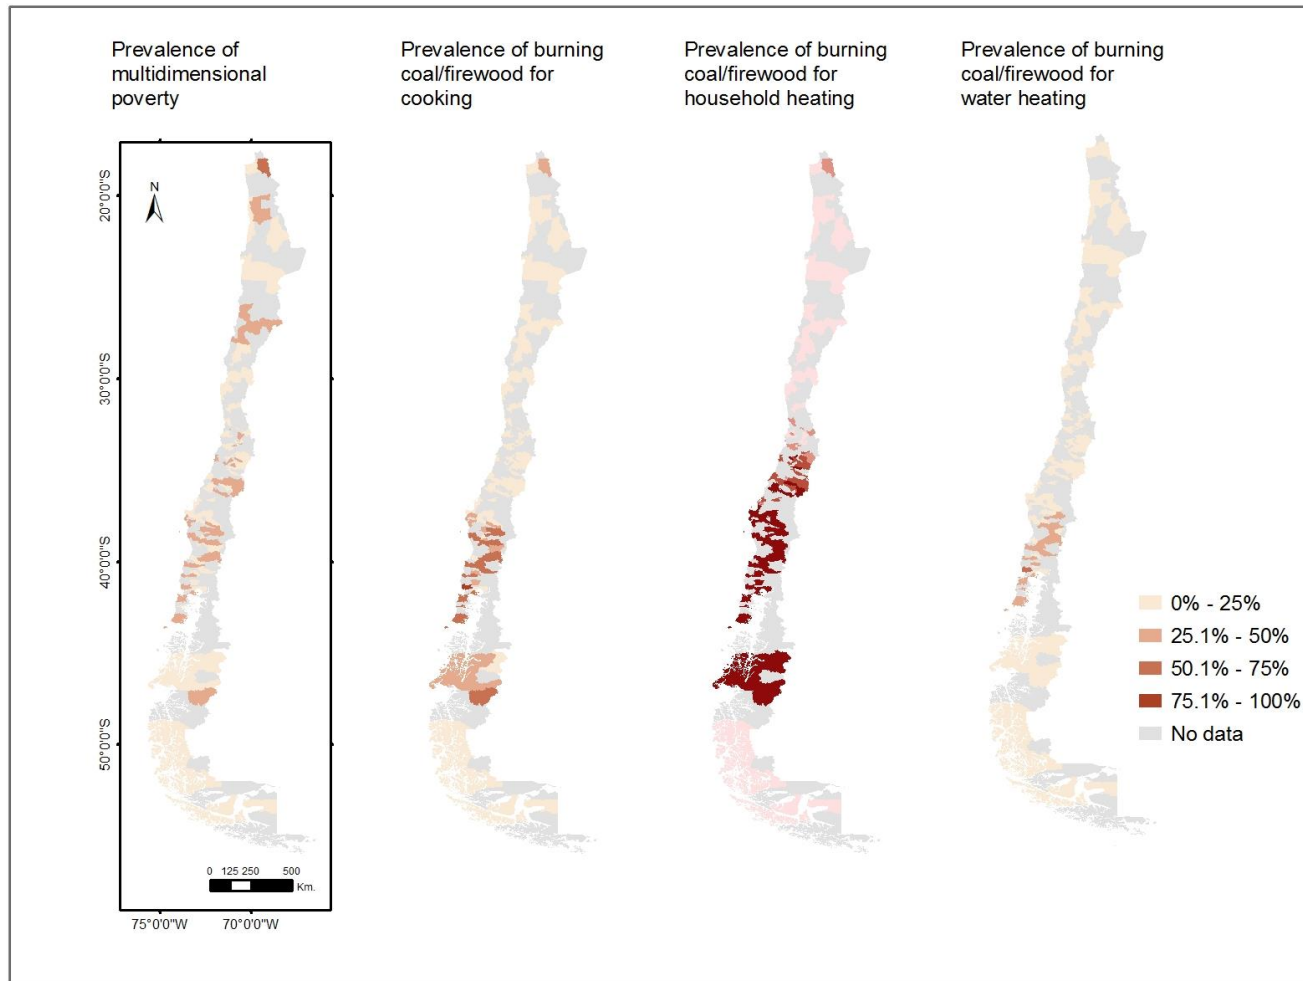 Prevalence of
multidimensional
poverty
Prevalence of burning
coal/firewood for
cooking
Prevalence of burning
coal/firewood for
household heating
Prevalence of burning
coal/firewood for
water heating
N
20°0'0"S
30°0'0"S
40°0'0"S
50°0'0"S
0 125 250 500
Km.
75°0'0"W 70°0'0"W
0% - 25%
25.1% - 50%
50.1% - 75%
75.1% - 100%
No data